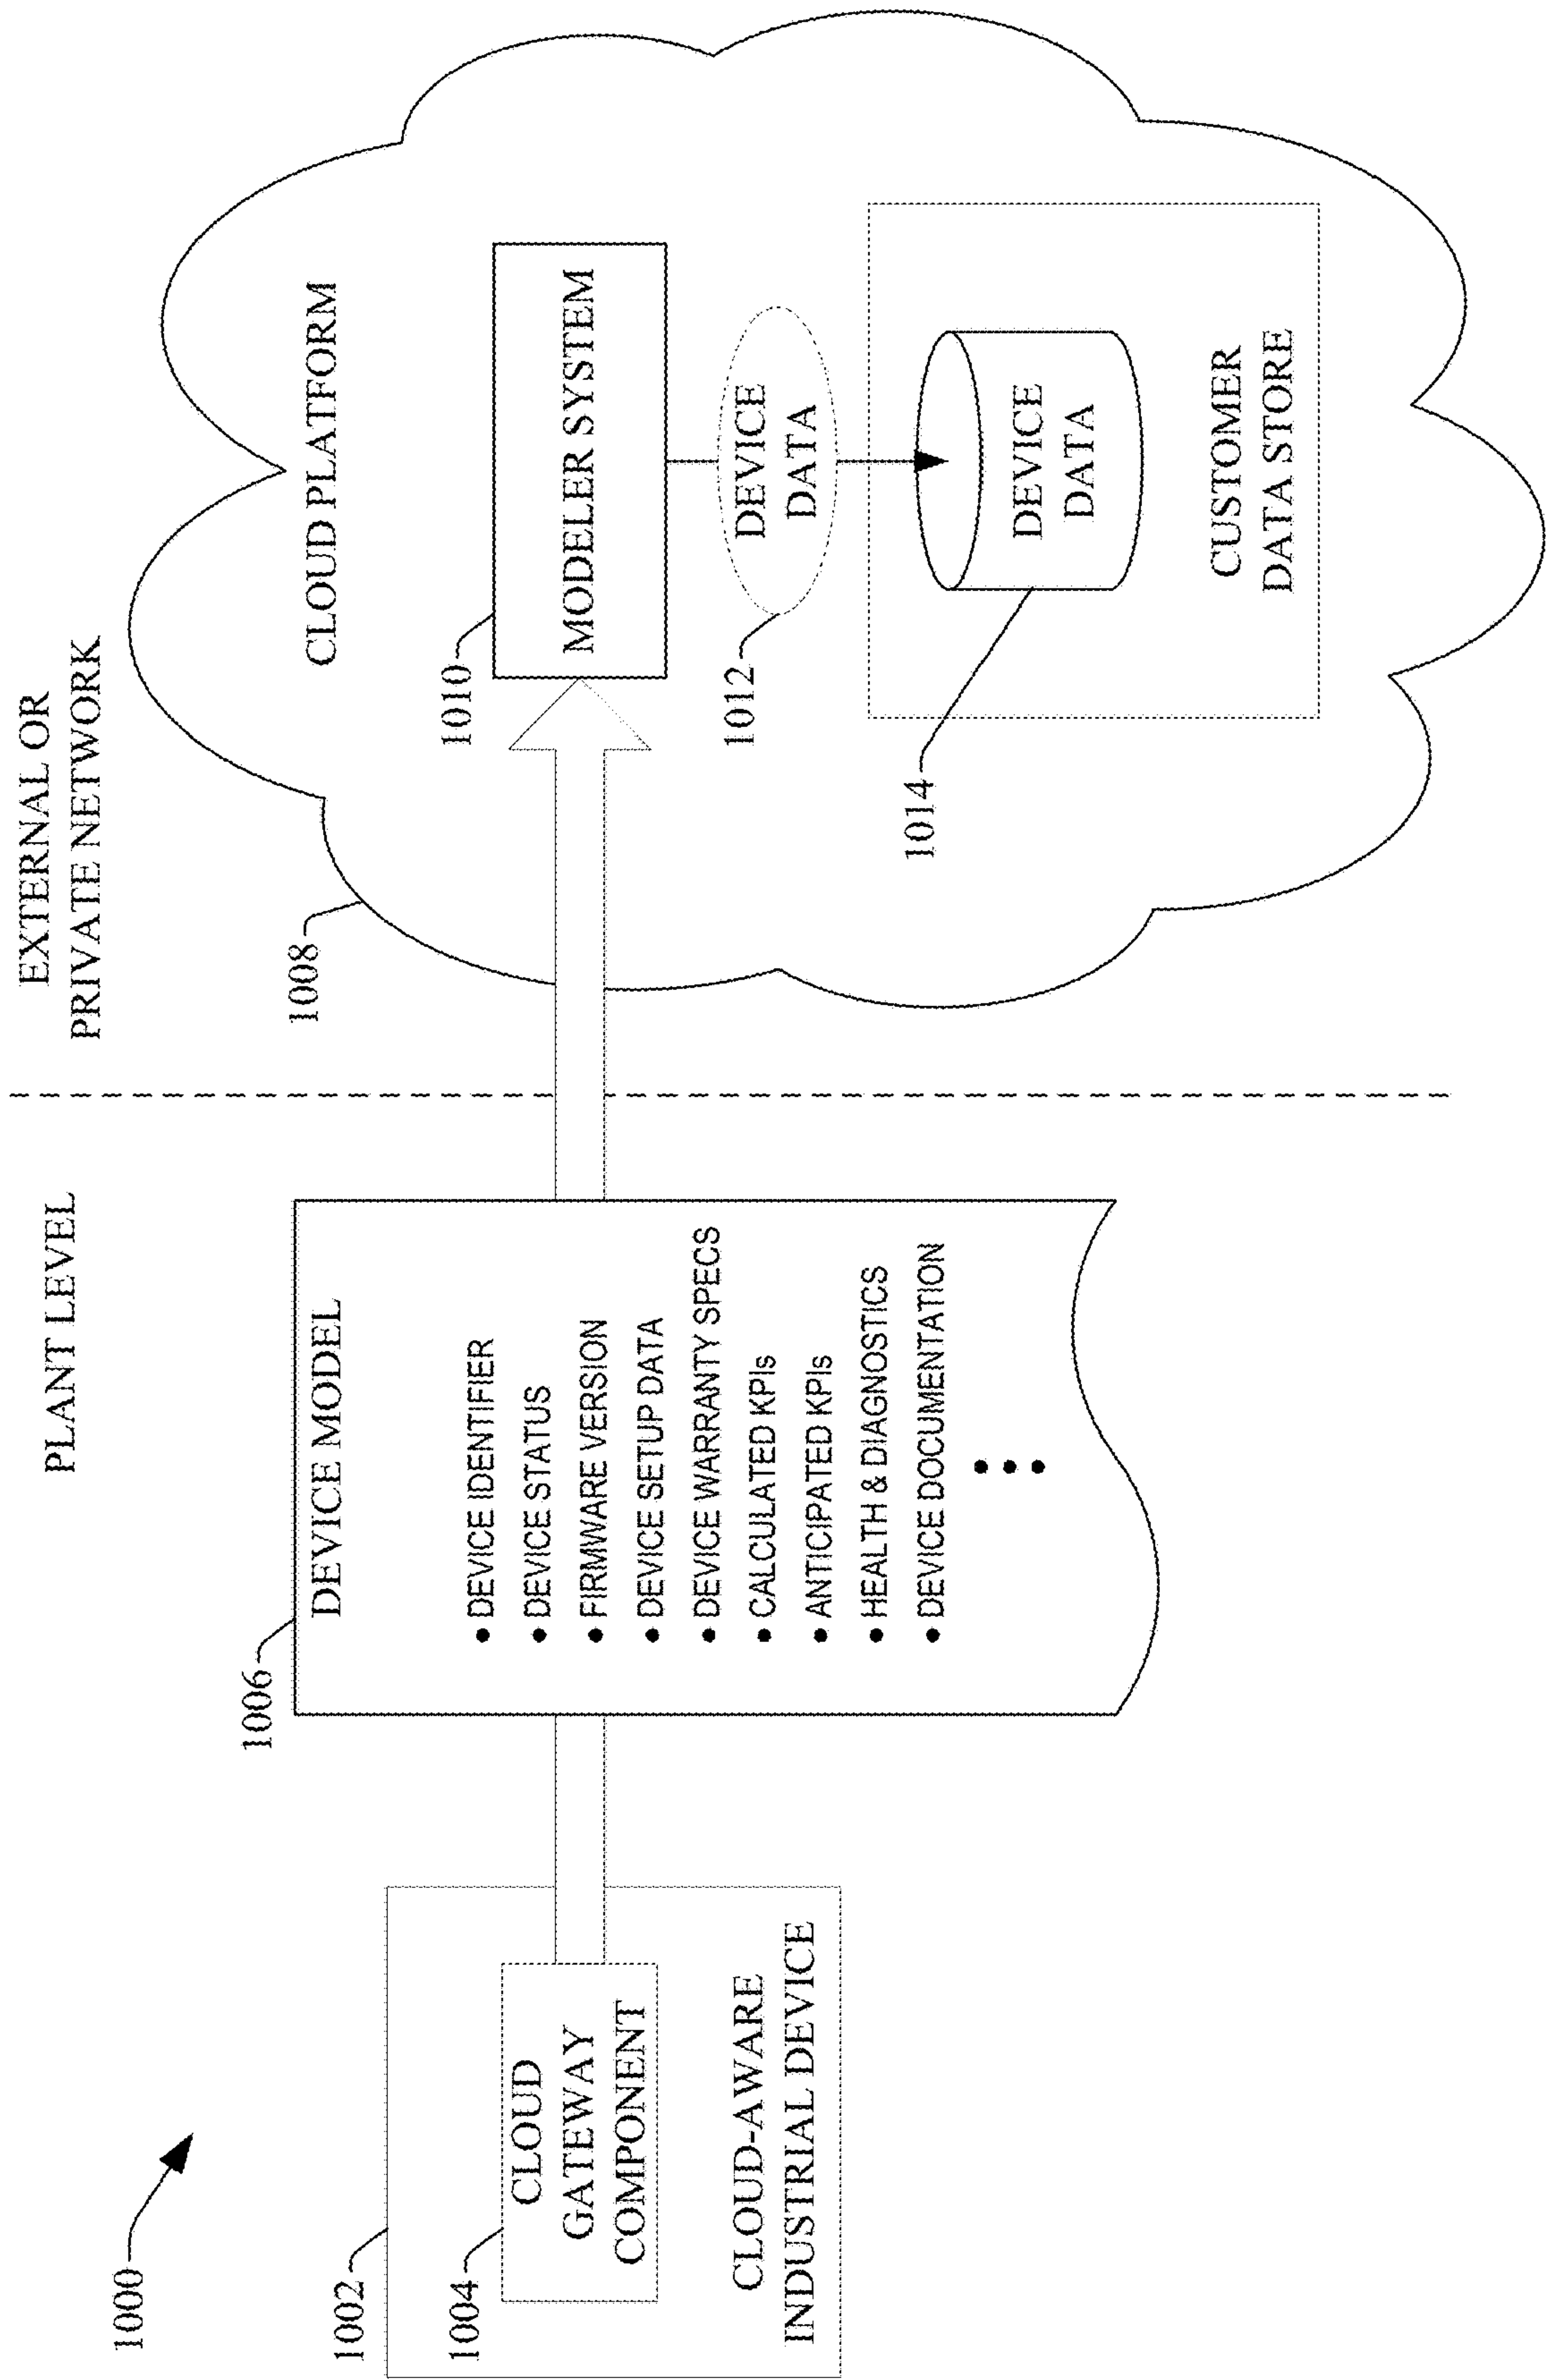 PLANT LEVEL
EXTERNAL OR
PRIVATE NETWORK
1000
1002
1004
CLOUD
GATEWAY
COMPONENT
CLOUD-AWARE
INDUSTRIAL DEVICE
1006
DEVICE MODEL
• DEVICE IDENTIFIER
• DEVICE STATUS
• FIRMWARE VERSION
• DEVICE SETUP DATA
• DEVICE WARRANTY SPECS
• CALCULATED KPIs
• ANTICIPATED KPIs
• HEALTH & DIAGNOSTICS
• DEVICE DOCUMENTATION
1008
CLOUD PLATFORM
1010
MODELER SYSTEM
1012
DEVICE
DATA
1014
DEVICE
DATA
CUSTOMER
DATA STORE